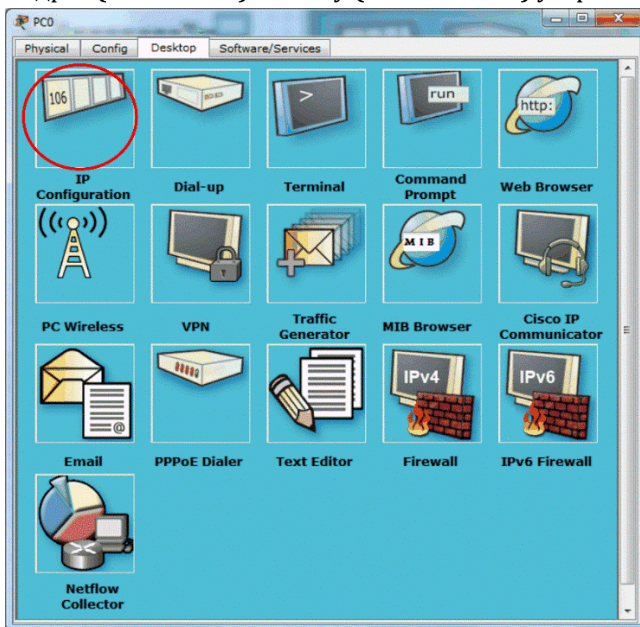 PC0
Physical Config Desktop Software/Services
106
>
run
http:
IP Configuration
Dial-up
Terminal
Command Prompt
Web Browser
((•))
MIB
PC Wireless
VPN
Traffic Generator
MIB Browser
Cisco IP Communicator
@
IPv4
IPv6
Email
PPPoE Dialer
Text Editor
Firewall
IPv6 Firewall
Netflow Collector